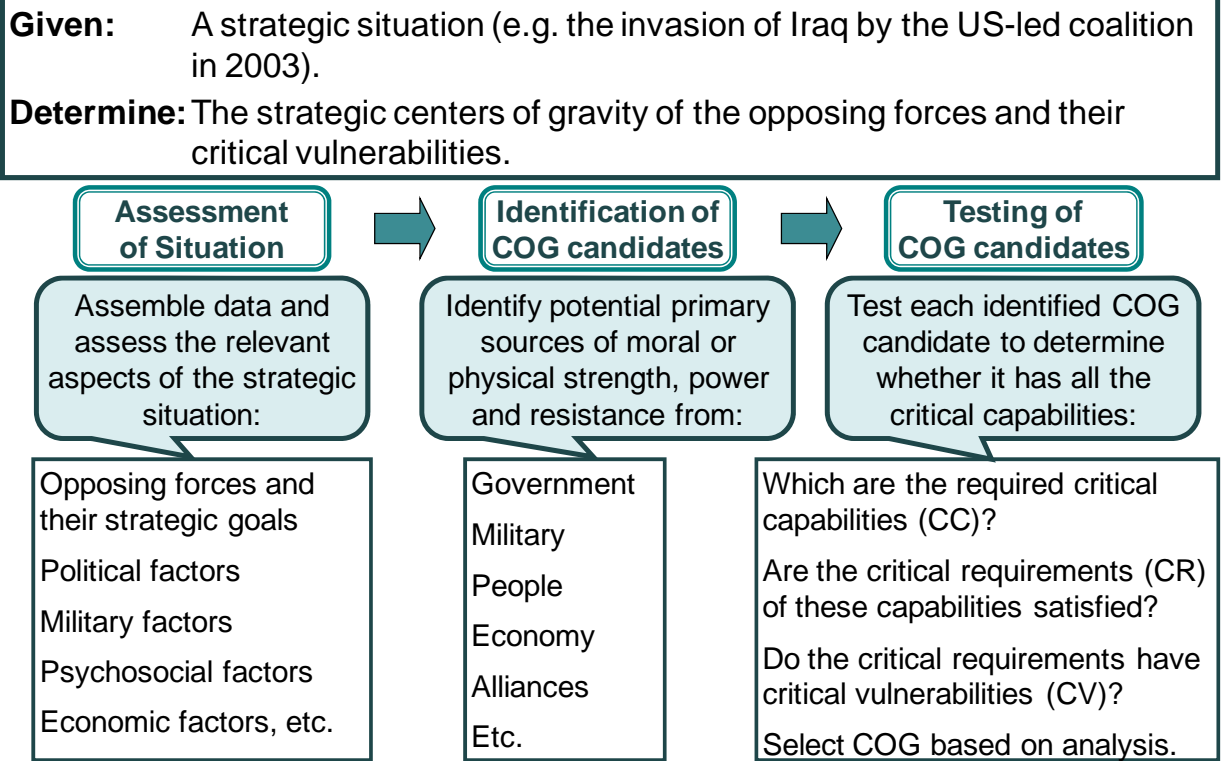 Given: A strategic situation (e.g. the invasion of Iraq by the US-led coalition
in 2003).
Determine: The strategic centers of gravity of the opposing forces and their
critical vulnerabilities.
Assessment
of Situation
Identification of
COG candidates
Testing of
COG candidates
Assemble data and
assess the relevant
aspects of the strategic
situation:
Identify potential primary
sources of moral or
physical strength, power
and resistance from:
Test each identified COG
candidate to determine
whether it has all the
critical capabilities:
Opposing forces and
their strategic goals
Political factors
Military factors
Psychosocial factors
Economic factors, etc.
Government
Military
People
Economy
Alliances
Etc.
Which are the required critical
capabilities (CC)?
Are the critical requirements (CR)
of these capabilities satisfied?
Do the critical requirements have
critical vulnerabilities (CV)?
Select COG based on analysis.